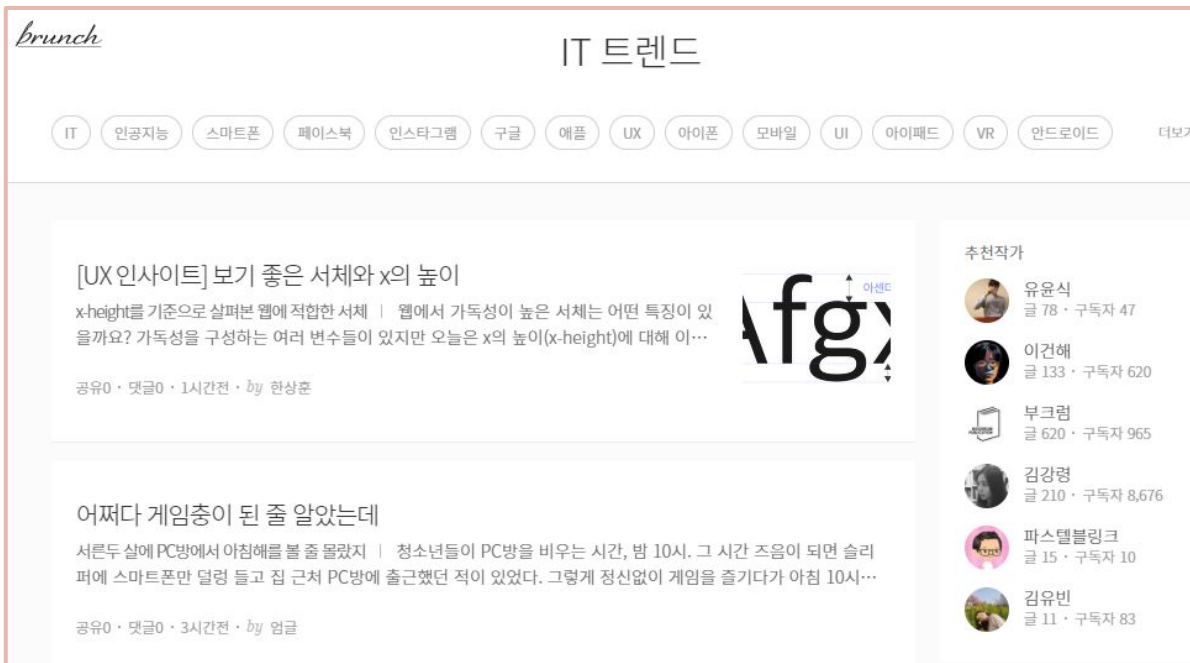 brunch
IT 트렌드
IT 인공지능 스마트폰 페이스북 인스타그램 구글 애플 UX 아이폰 모바일 UI 아이패드 VR 안드로이드 더보기
[UX 인사이트] 보기 좋은 서체와 x의 높이
x-height를 기준으로 살펴본 웹에 적합한 서체 | 웹에서 가독성이 높은 서체는 어떤 특징이 있
을까요? 가독성을 구성하는 여러 변수들이 있지만 오늘은 x의 높이(x-height)에 대해 이…
공유0 · 댓글0 · 1시간전 · by 한상훈
Afgx
아센더
어쩌다 게임충이 된 줄 알았는데
서른두 살에 PC방에서 아침해를 볼 줄 몰랐지 | 청소년들이 PC방을 비우는 시간, 밤 10시. 그 시간 즈음이 되면 슬리
퍼에 스마트폰만 덜렁 들고 집 근처 PC방에 출근했던 적이 있었다. 그렇게 정신없이 게임을 즐기다가 아침 10시…
공유0 · 댓글0 · 3시간전 · by 엄글
추천작가
유윤식
글 78 · 구독자 47
이건해
글 133 · 구독자 620
부크럼
글 620 · 구독자 965
김강령
글 210 · 구독자 8,676
파스텔블링크
글 15 · 구독자 10
김유빈
글 11 · 구독자 83